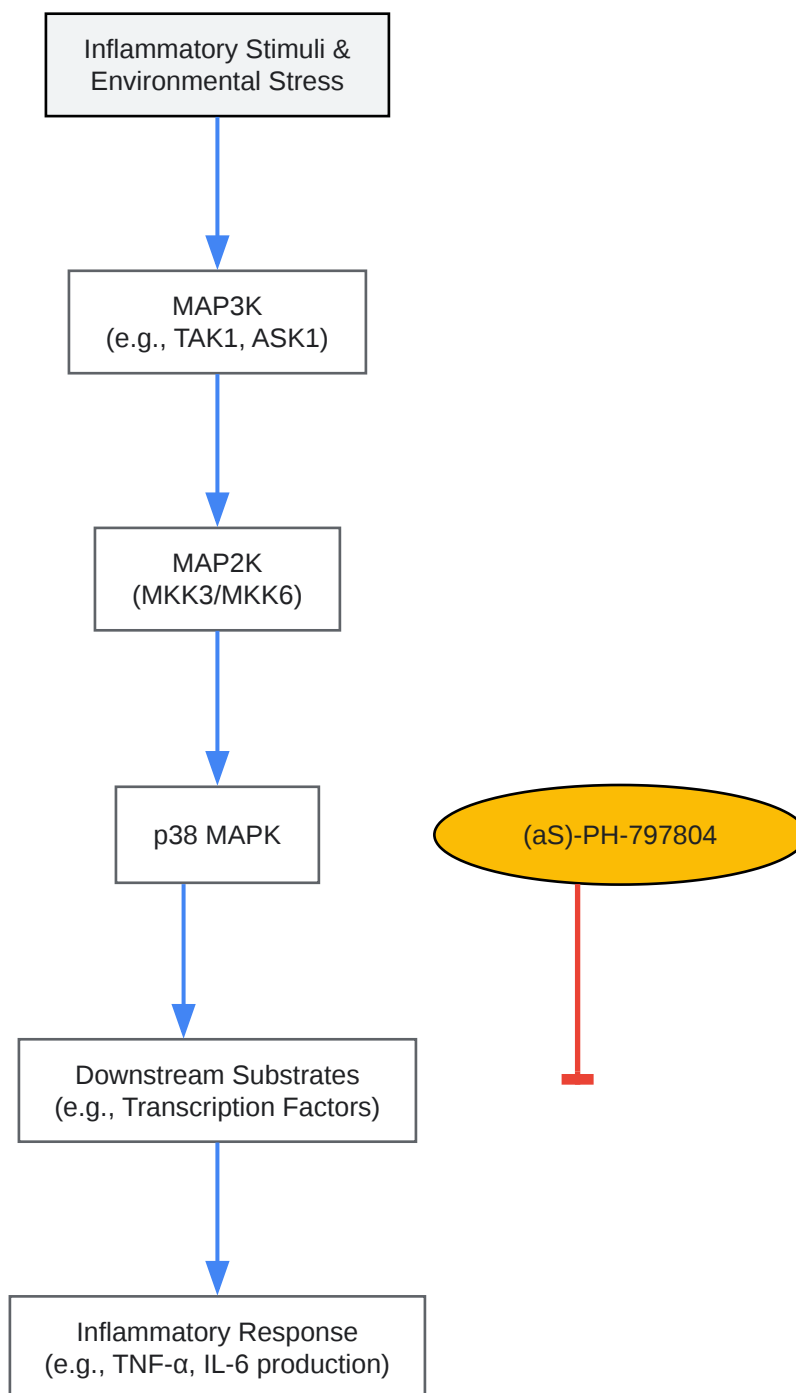 Inflammatory Stimuli &
Environmental Stress
MAP3K
(e.g., TAK1, ASK1)
MAP2K
(MKK3/MKK6)
p38 MAPK
(aS)-PH-797804
Downstream Substrates
(e.g., Transcription Factors)
Inflammatory Response
(e.g., TNF-α, IL-6 production)